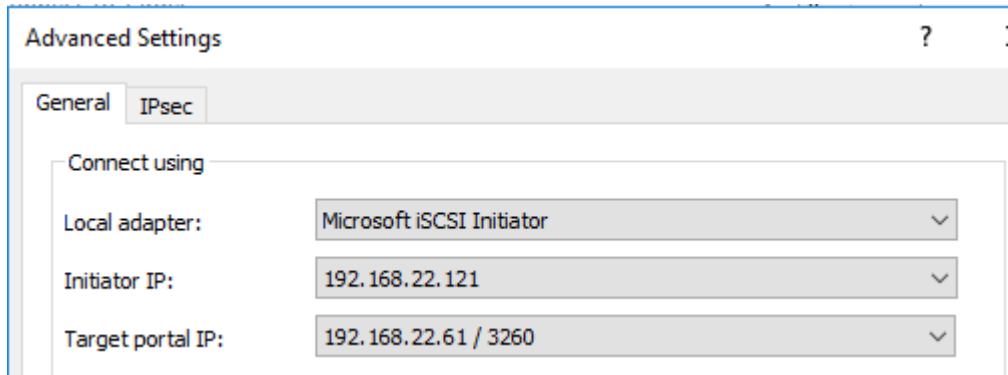 Advanced Settings
?
General
IPsec
Connect using
Local adapter:
Microsoft iSCSI Initiator
Initiator IP:
192.168.22.121
Target portal IP:
192.168.22.61 / 3260